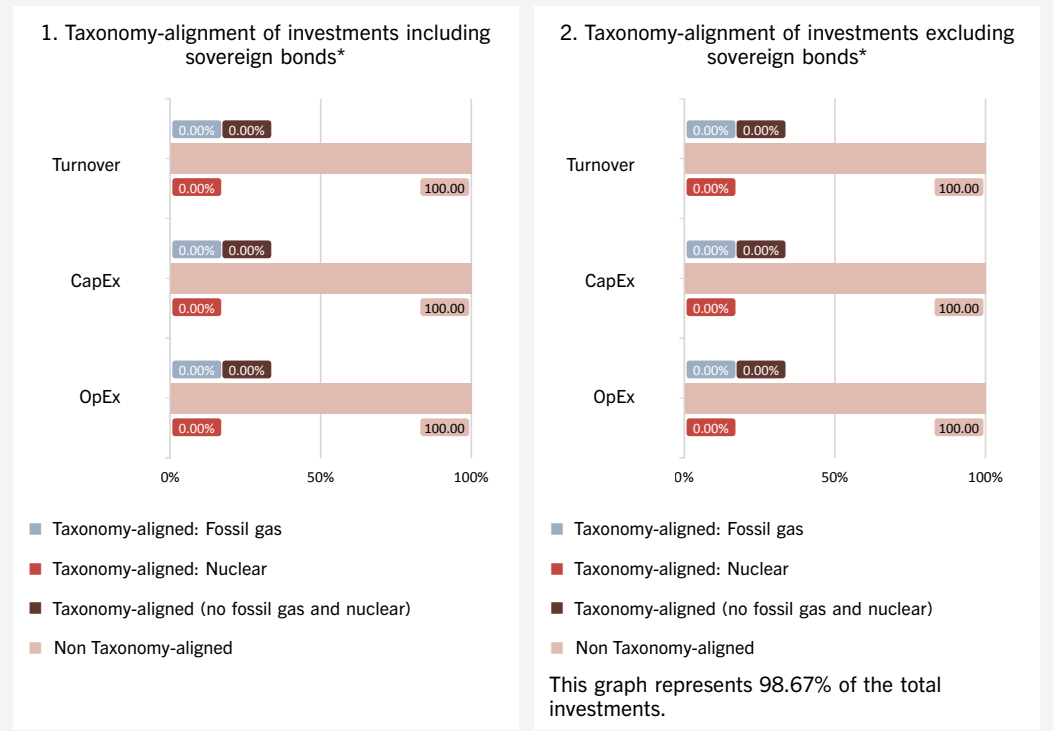 1. Taxonomy-alignment of investments including
sovereign bonds*
Turnover
0.00% 0.00%
0.00% 100.00
CapEx
0.00% 0.00%
0.00% 100.00
OpEx
0.00% 0.00%
0.00% 100.00
0% 50% 100%
Taxonomy-aligned: Fossil gas
Taxonomy-aligned: Nuclear
Taxonomy-aligned (no fossil gas and nuclear)
Non Taxonomy-aligned
2. Taxonomy-alignment of investments excluding
sovereign bonds*
Turnover
0.00% 0.00%
0.00% 100.00
CapEx
0.00% 0.00%
0.00% 100.00
OpEx
0.00% 0.00%
0.00% 100.00
0% 50% 100%
Taxonomy-aligned: Fossil gas
Taxonomy-aligned: Nuclear
Taxonomy-aligned (no fossil gas and nuclear)
Non Taxonomy-aligned
This graph represents 98.67% of the total
investments.